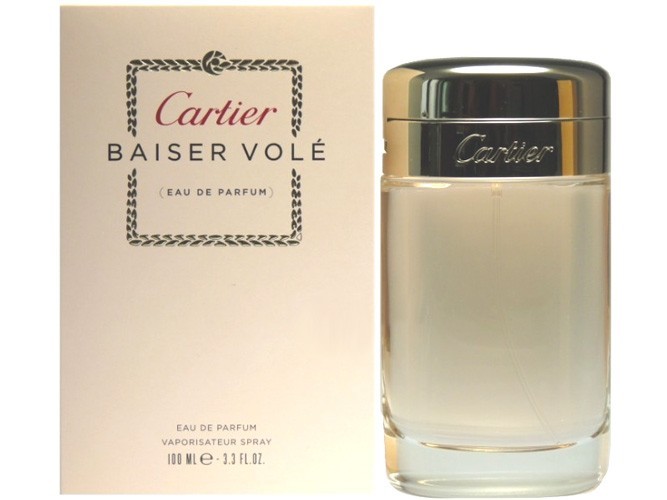 Cartier
BAISER VOLÉ
(EAU DE PARFUM)
EAU DE PARFUM
VAPORISATEUR SPRAY
100 ML ℮ - 3.3 FL.OZ.
Cartier